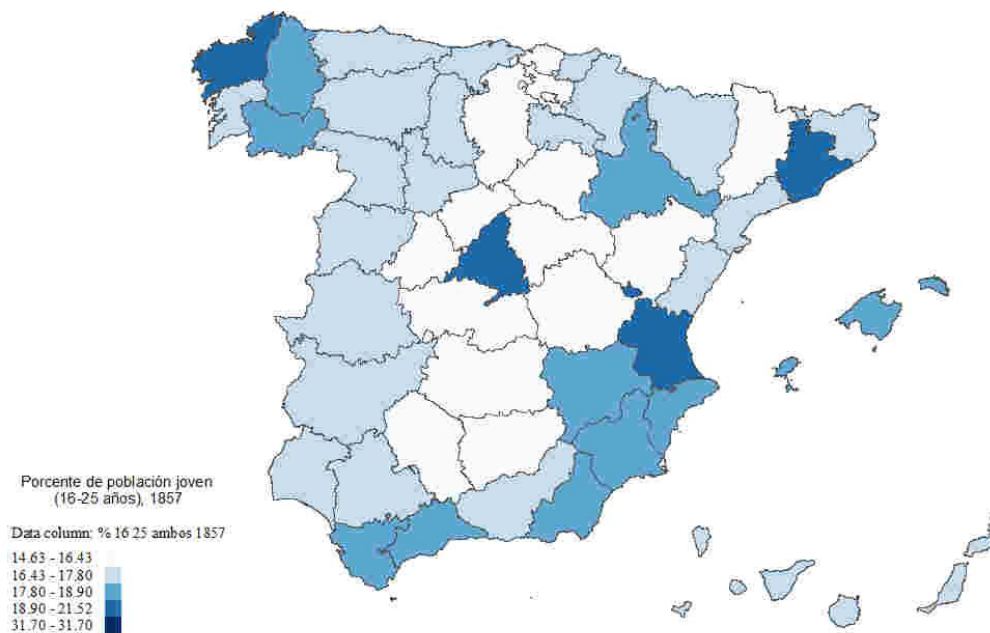 Porcente de población joven
(16-25 años), 1857
Data column: % 16 25 ambos 1857
14.63 - 16.43
16.43 - 17.80
17.80 - 18.90
18.90 - 21.52
31.70 - 31.70